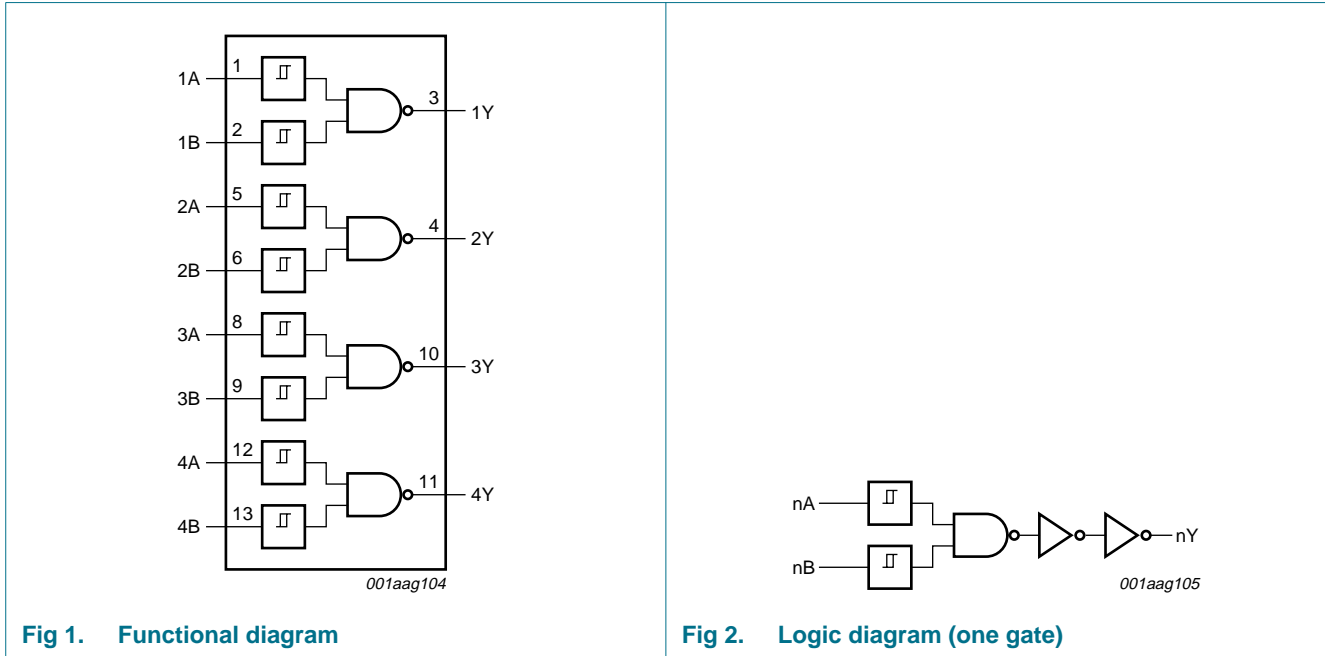 1A 1 3 1Y
1B 2
2A 5 4 2Y
2B 6
3A 8 10 3Y
3B 9
4A 12 11 4Y
4B 13
001aag104
Fig 1. Functional diagram
nA
nB
nY
001aag105
Fig 2. Logic diagram (one gate)